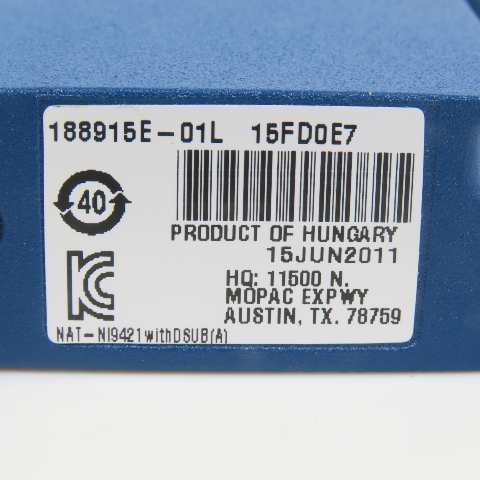 188915E-01L 15FD0E7
40
PRODUCT OF HUNGARY
15JUN2011
HQ: 11500 N.
MOPAC EXPWY
AUSTIN, TX. 78759
NAT-NI9421withDSUB(A)